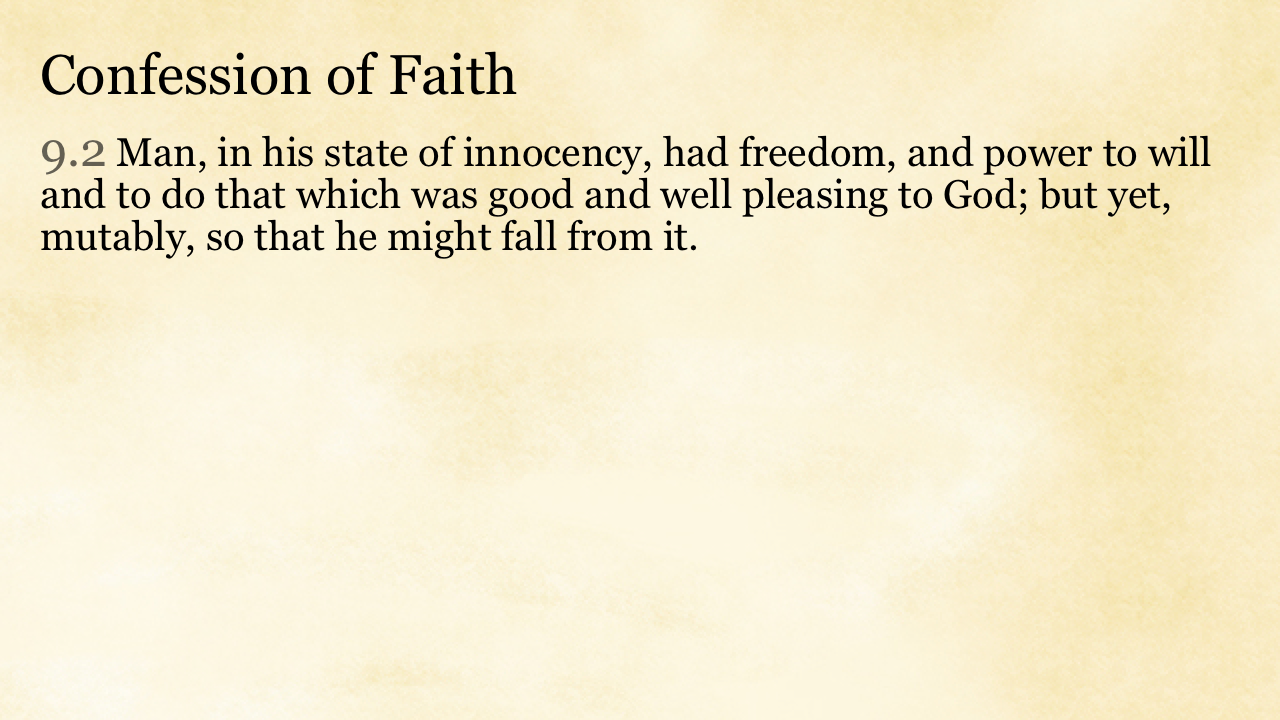 Confession of Faith
9.2 Man, in his state of innocency, had freedom, and power to will
and to do that which was good and well pleasing to God; but yet,
mutably, so that he might fall from it.